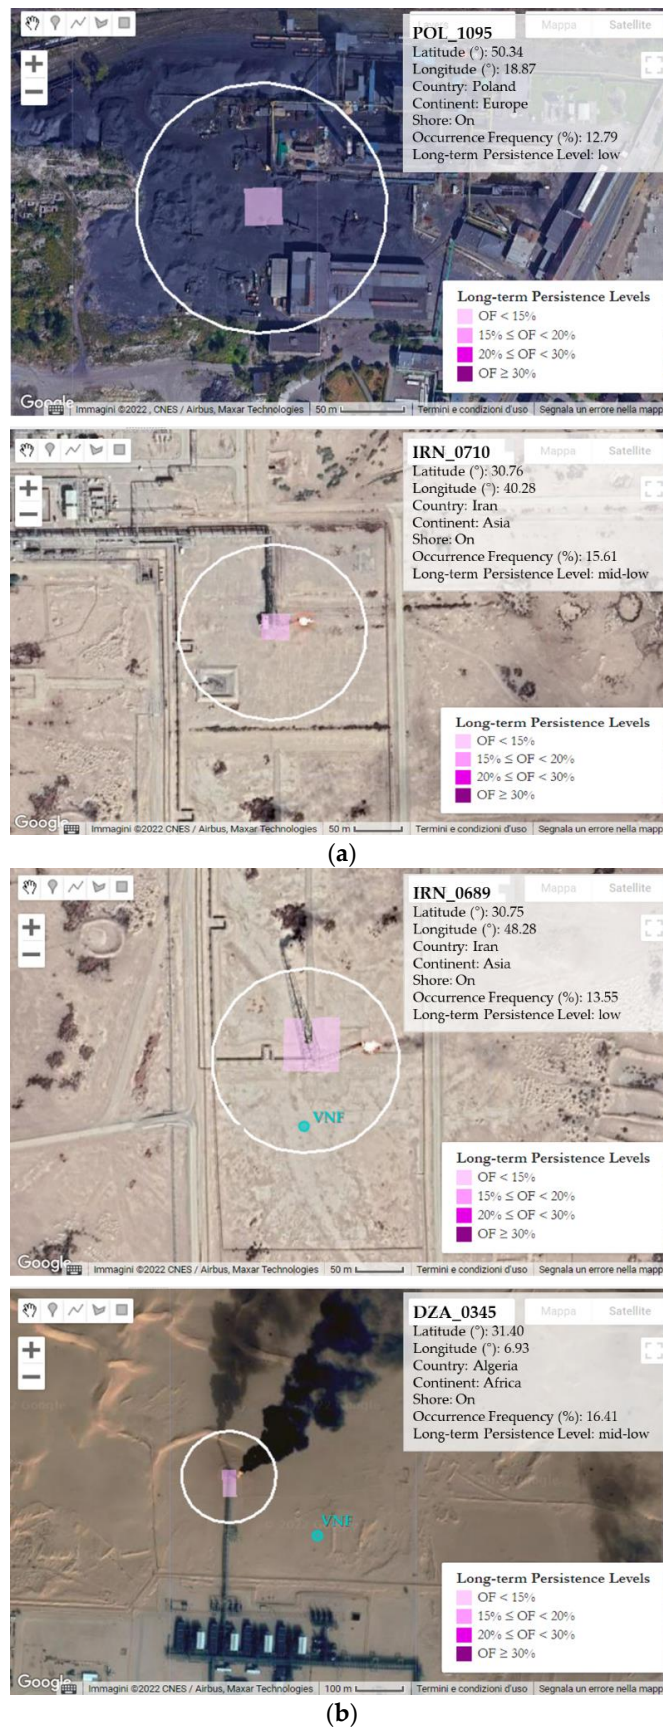 POL_1095
Latitude (°): 50.34
Longitude (°): 18.87
Country: Poland
Continent: Europe
Shore: On
Occurrence Frequency (%): 12.79
Long-term Persistence Level: low
Mappa Satellite
Long-term Persistence Levels
OF < 15%
15% ≤ OF < 20%
20% ≤ OF < 30%
OF ≥ 30%
Google
Immagini ©2022 , CNES / Airbus, Maxar Technologies 50 m Termini e condizioni d'uso Segnala un errore nella mapp
IRN_0710
Latitude (°): 30.76
Longitude (°): 40.28
Country: Iran
Continent: Asia
Shore: On
Occurrence Frequency (%): 15.61
Long-term Persistence Level: mid-low
Mappa Satellite
Long-term Persistence Levels
OF < 15%
15% ≤ OF < 20%
20% ≤ OF < 30%
OF ≥ 30%
Google
Immagini ©2022 CNES / Airbus, Maxar Technologies 50 m Termini e condizioni d'uso Segnala un errore nella mapp
(a)
IRN_0689
Latitude (°): 30.75
Longitude (°): 48.28
Country: Iran
Continent: Asia
Shore: On
Occurrence Frequency (%): 13.55
Long-term Persistence Level: low
Mappa Satellite
VNF
Long-term Persistence Levels
OF < 15%
15% ≤ OF < 20%
20% ≤ OF < 30%
OF ≥ 30%
Google
Immagini ©2022 CNES / Airbus, Maxar Technologies 50 m Termini e condizioni d'uso Segnala un errore nella mapp
DZA_0345
Latitude (°): 31.40
Longitude (°): 6.93
Country: Algeria
Continent: Africa
Shore: On
Occurrence Frequency (%): 16.41
Long-term Persistence Level: mid-low
Mappa Satellite
VNF
Long-term Persistence Levels
OF < 15%
15% ≤ OF < 20%
20% ≤ OF < 30%
OF ≥ 30%
Google
Immagini ©2022 CNES / Airbus, Maxar Technologies 100 m Termini e condizioni d'uso Segnala un errore nella mapp
(b)